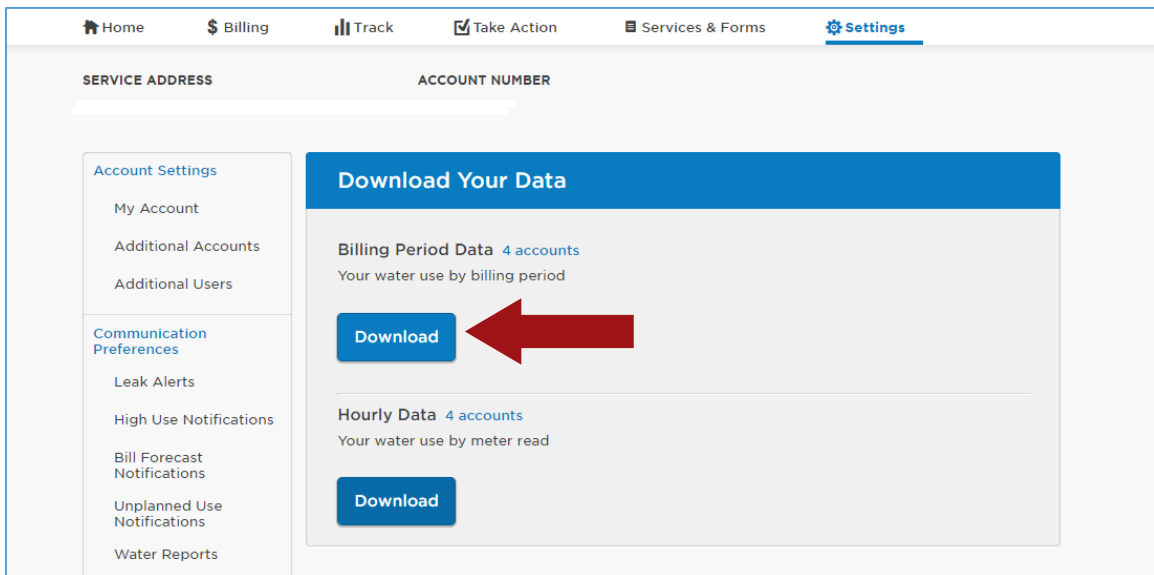 Home $ Billing Track Take Action Services & Forms Settings
SERVICE ADDRESS ACCOUNT NUMBER
Account Settings
My Account
Additional Accounts
Additional Users
Communication
Preferences
Leak Alerts
High Use Notifications
Bill Forecast
Notifications
Unplanned Use
Notifications
Water Reports
Download Your Data
Billing Period Data 4 accounts
Your water use by billing period
Download
Hourly Data 4 accounts
Your water use by meter read
Download